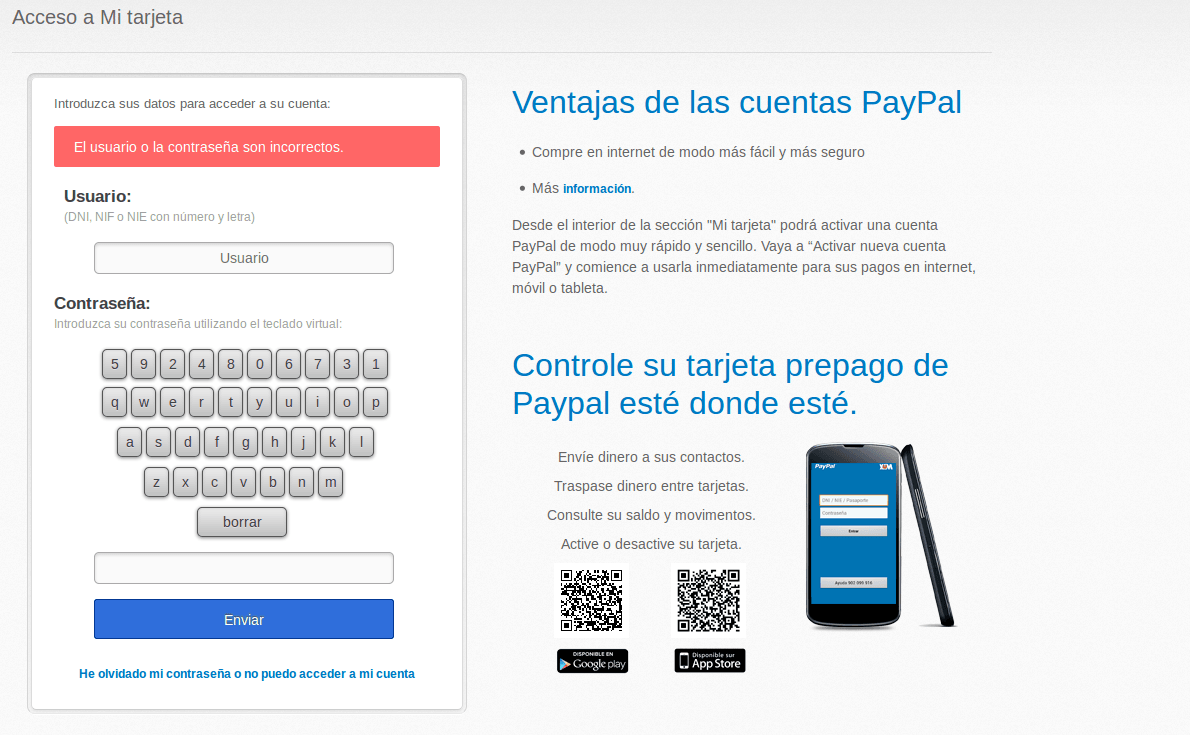 Acceso a Mi tarjeta
Introduzca sus datos para acceder a su cuenta:
El usuario o la contraseña son incorrectos.
Usuario:
(DNI, NIF o NIE con número y letra)
Usuario
Contraseña:
Introduzca su contraseña utilizando el teclado virtual:
5 9 2 4 8 0 6 7 3 1
q w e r t y u i o p
a s d f g h j k l
z x c v b n m
borrar
Enviar
He olvidado mi contraseña o no puedo acceder a mi cuenta
Ventajas de las cuentas PayPal
Compre en internet de modo más fácil y más seguro
Más información.
Desde el interior de la sección "Mi tarjeta" podrá activar una cuenta
PayPal de modo muy rápido y sencillo. Vaya a “Activar nueva cuenta
PayPal” y comience a usarla inmediatamente para sus pagos en internet,
móvil o tableta.
Controle su tarjeta prepago de
Paypal esté donde esté.
Envíe dinero a sus contactos.
Traspase dinero entre tarjetas.
Consulte su saldo y movimientos.
Active o desactive su tarjeta.
DISPONIBLE EN
Google play
Disponible sur
App Store
PayPal
DNI / NIE / Pasaporte
Contraseña
Entrar